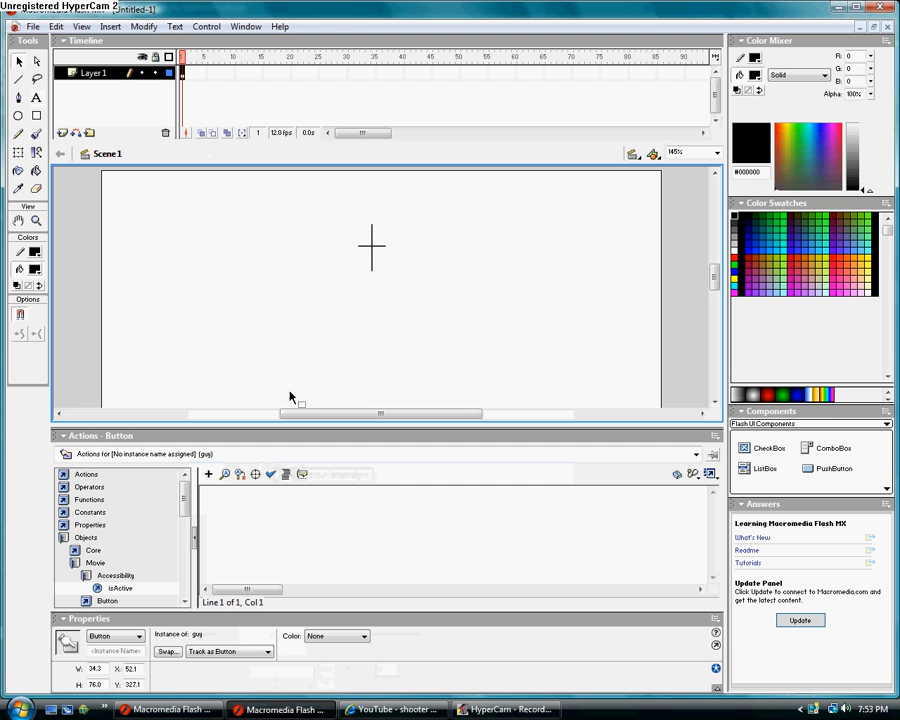 Unregistered HyperCam 2
[Untitled-1]
File Edit View Insert Modify Text Control Window Help
Tools
Timeline
Layer 1
5 10 15 20 25 30 35 40 45 50 55 60 65 70 75 80 85 90
1 12.0 fps 0.0s
Scene 1
145%
View
Colors
Options
Color Mixer
Solid
R: 0
G: 0
B: 0
Alpha: 100%
#000000
Color Swatches
Components
Flash UI Components
CheckBox ComboBox
ListBox PushButton
Answers
Learning Macromedia Flash MX
What's New
Readme
Tutorials
Update Panel
Click Update to connect to Macromedia.com and
get the latest content.
Update
Actions - Button
Actions for [No instance name assigned] (guy)
Actions
Operators
Functions
Constants
Properties
Objects
Core
Movie
Accessibility
isActive
Button
Line 1 of 1, Col 1
Properties
Button
Instance of: guy
Color: None
<Instance Name>
Swap...
Track as Button
W: 34.3 X: 52.1
H: 76.0 Y: 327.1
Start
Macromedia Flash ...
Macromedia Flash ...
YouTube - shooter ...
HyperCam - Record...
7:53 PM